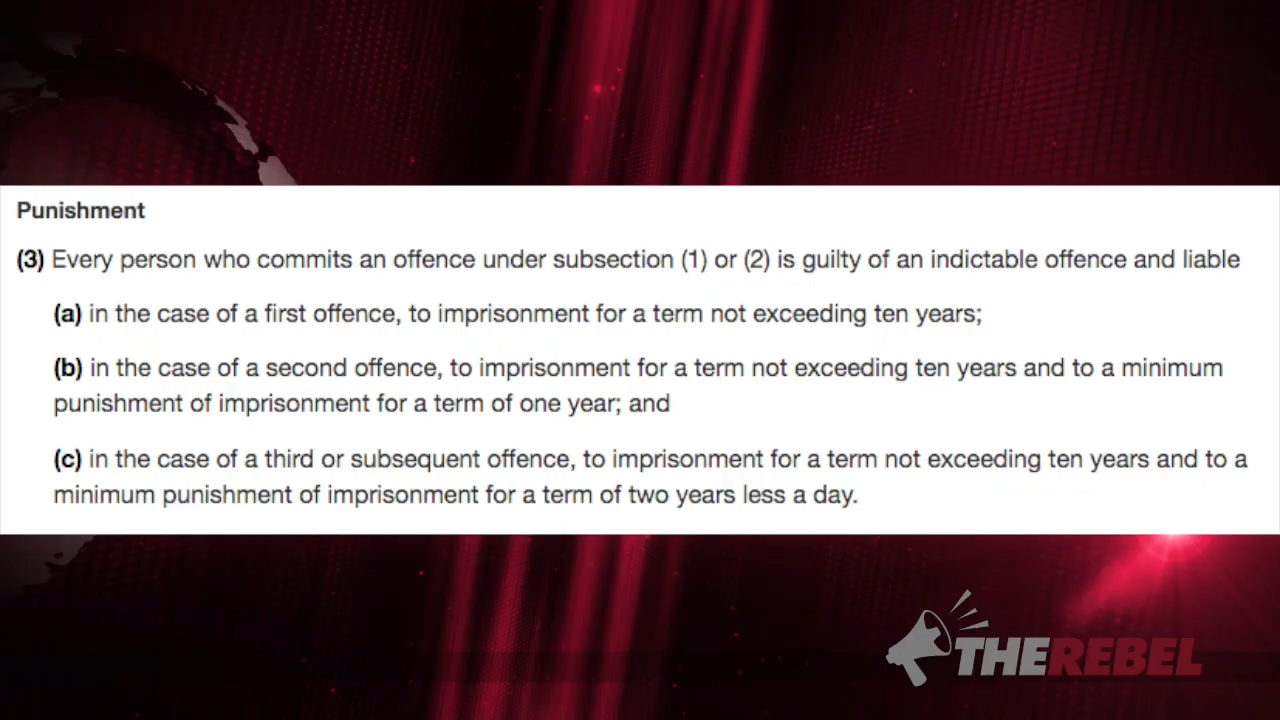 Punishment
(3) Every person who commits an offence under subsection (1) or (2) is guilty of an indictable offence and liable
(a) in the case of a first offence, to imprisonment for a term not exceeding ten years;
(b) in the case of a second offence, to imprisonment for a term not exceeding ten years and to a minimum
punishment of imprisonment for a term of one year; and
(c) in the case of a third or subsequent offence, to imprisonment for a term not exceeding ten years and to a
minimum punishment of imprisonment for a term of two years less a day.
THEREBEL